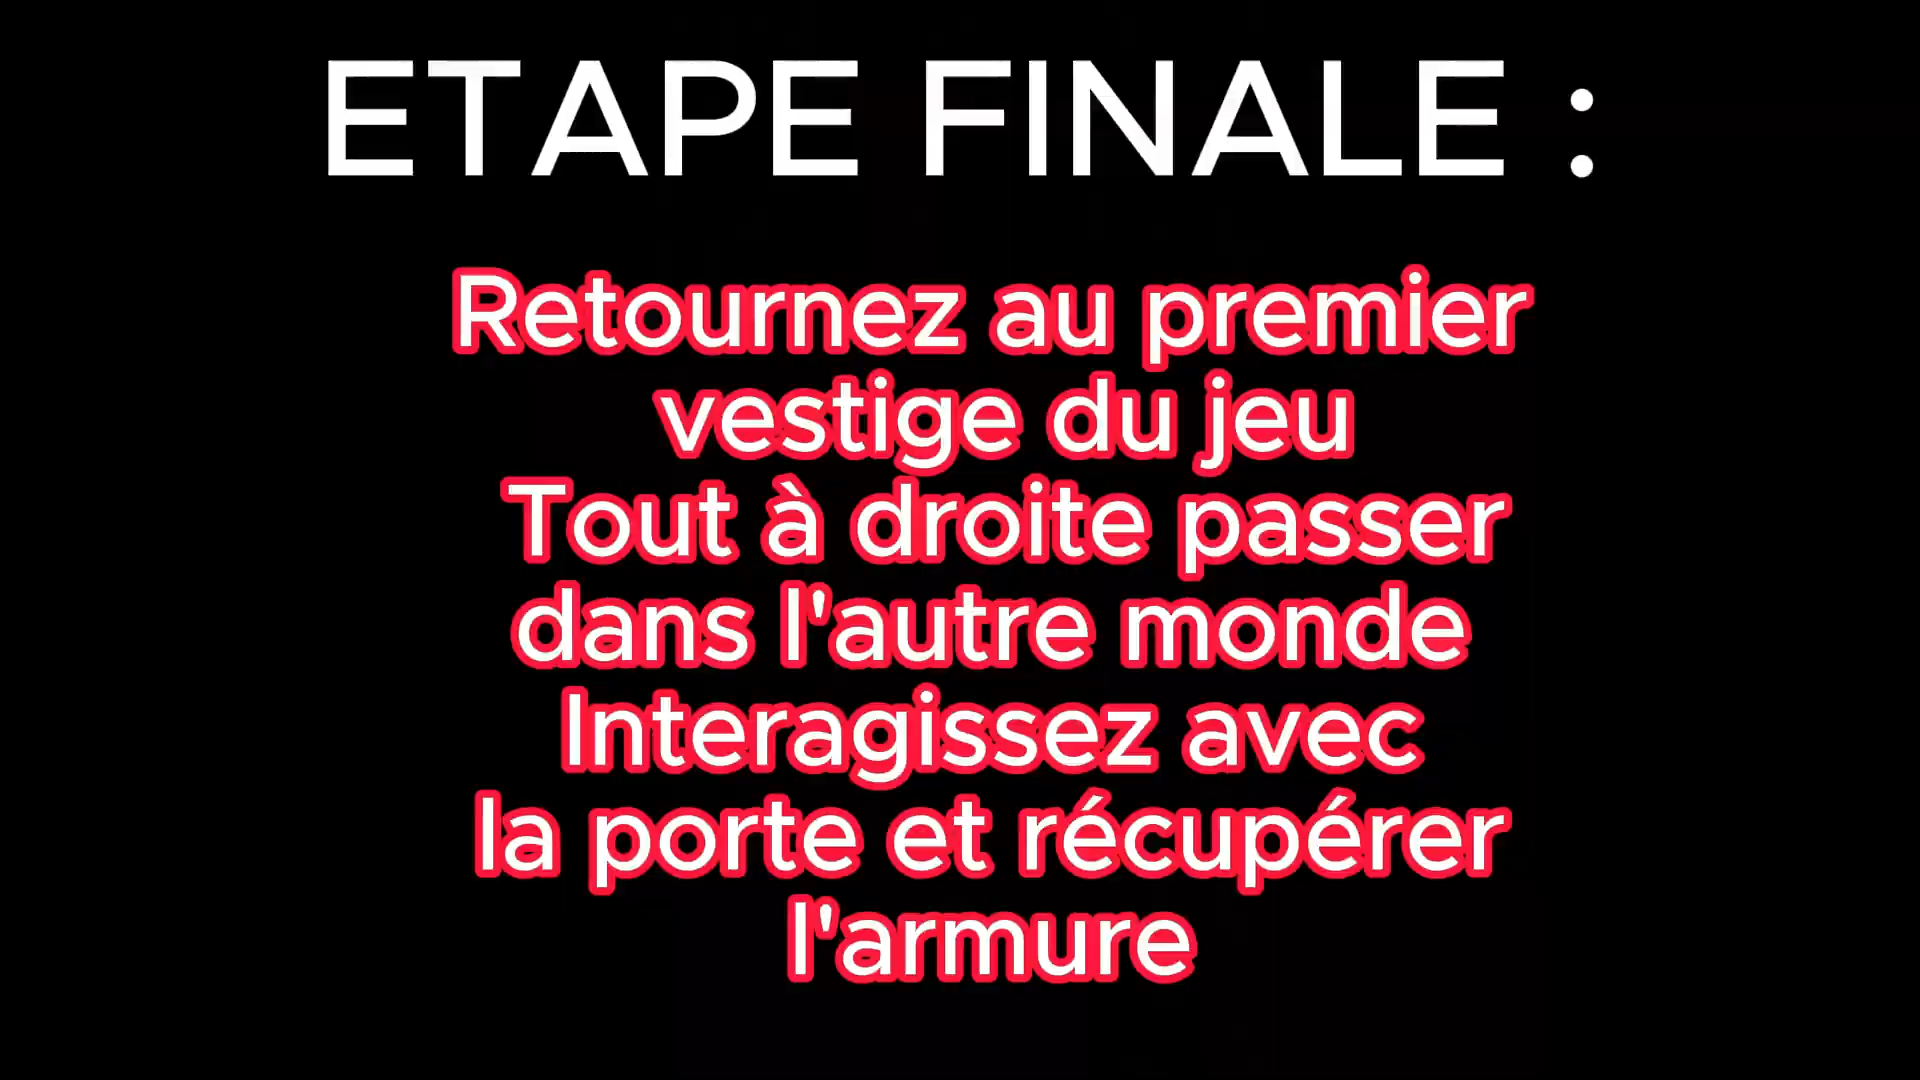 ETAPE FINALE :
Retournez au premier
vestige du jeu
Tout à droite passer
dans l'autre monde
Interagissez avec
la porte et récupérer
l'armure